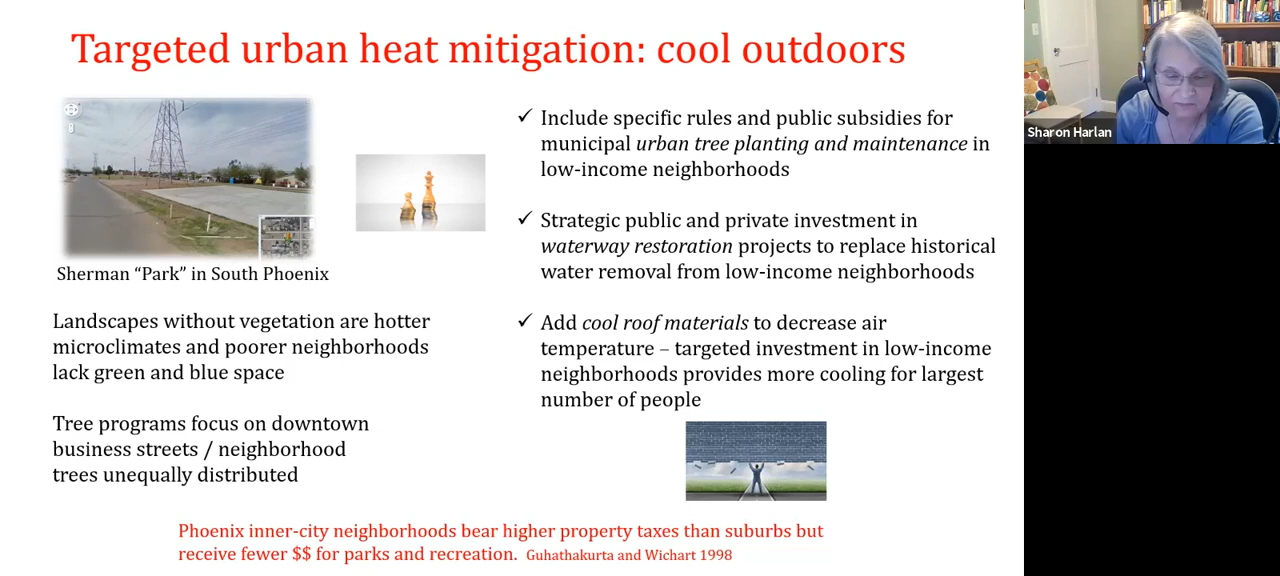 Targeted urban heat mitigation: cool outdoors
Sherman “Park” in South Phoenix
Landscapes without vegetation are hotter
microclimates and poorer neighborhoods
lack green and blue space
Tree programs focus on downtown
business streets / neighborhood
trees unequally distributed
✓ Include specific rules and public subsidies for
municipal urban tree planting and maintenance in
low-income neighborhoods
✓ Strategic public and private investment in
waterway restoration projects to replace historical
water removal from low-income neighborhoods
✓ Add cool roof materials to decrease air
temperature – targeted investment in low-income
neighborhoods provides more cooling for largest
number of people
Phoenix inner-city neighborhoods bear higher property taxes than suburbs but
receive fewer $$ for parks and recreation. Guhathakurta and Wichart 1998
Sharon Harlan